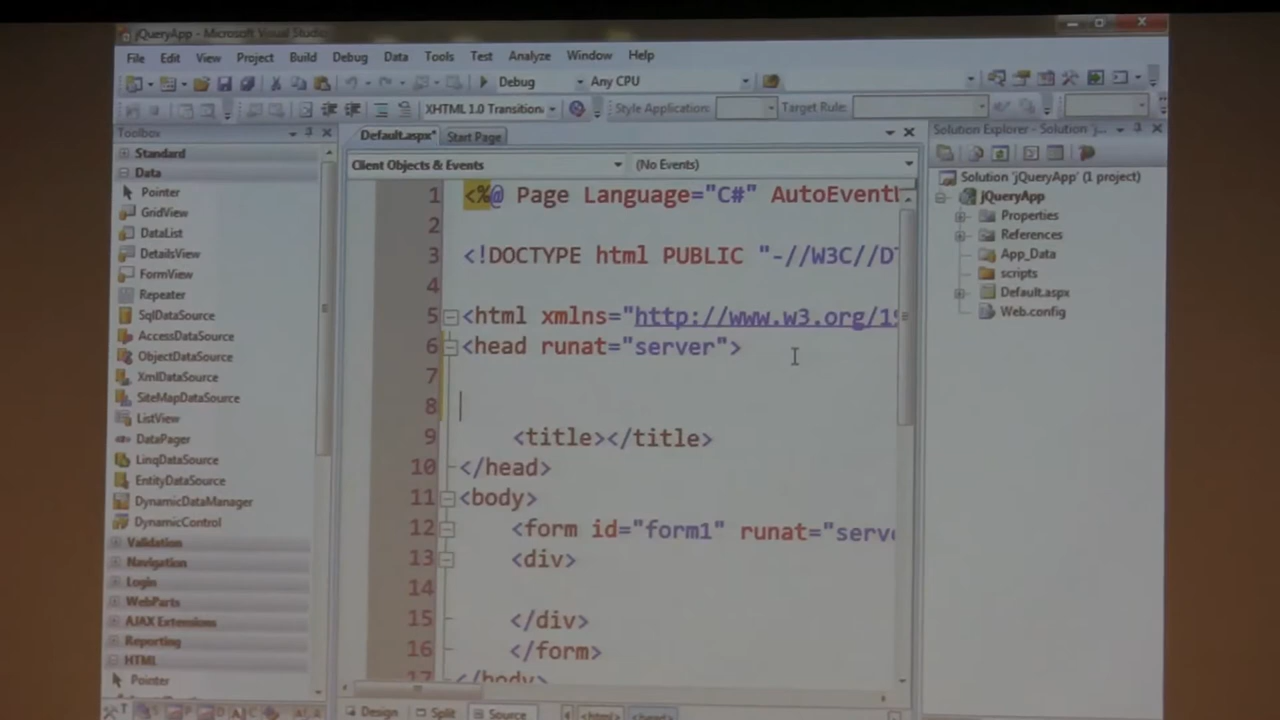 jQueryApp - Microsoft Visual Studio
File Edit View Project Build Debug Data Tools Test Analyze Window Help
Debug Any CPU
XHTML 1.0 Transition Style Application: Target Rule:
Toolbox
Standard
Data
Pointer
GridView
DataList
DetailsView
FormView
Repeater
SqlDataSource
AccessDataSource
ObjectDataSource
XmlDataSource
SiteMapDataSource
ListView
DataPager
LinqDataSource
EntityDataSource
DynamicDataManager
DynamicControl
Validation
Navigation
Login
WebParts
AJAX Extensions
Reporting
HTML
Pointer
Default.aspx* Start Page
Client Objects & Events (No Events)
1 <%@ Page Language="C#" AutoEventl
2
3 <!DOCTYPE html PUBLIC "-//W3C//D
4
5 <html xmlns="http://www.w3.org/19
6 <head runat="server">
7
8
9 <title></title>
10 </head>
11 <body>
12 <form id="form1" runat="serve
13 <div>
14
15 </div>
16 </form>
17 </body>
Design Split Source <html> <head>
Solution Explorer - Solution 'j...
Solution 'jQueryApp' (1 project)
jQueryApp
Properties
References
App_Data
scripts
Default.aspx
Web.config